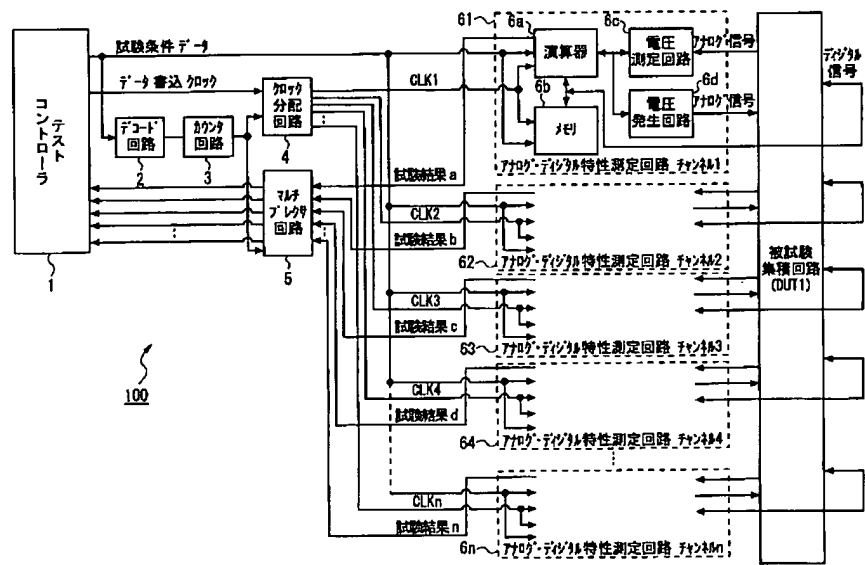 テスト
コントローラ
1
試験条件データ
データ書込クロック
デコード
回路
2
カウンタ
回路
3
クロック
分配
回路
4
マルチ
プレクサ
回路
5
100
CLK1
試験結果a
CLK2
試験結果b
CLK3
試験結果c
CLK4
試験結果d
CLKn
試験結果n
61
6a
演算器
6b
メモリ
6c
電圧
測定回路
アナログ信号
6d
電圧
発生回路
アナログ信号
アナログ・ディジタル特性測定回路 チャンネル1
62
アナログ・ディジタル特性測定回路 チャンネル2
63
アナログ・ディジタル特性測定回路 チャンネル3
64
アナログ・ディジタル特性測定回路 チャンネル4
6n
アナログ・ディジタル特性測定回路 チャンネルn
被試験
集積回路
(DUT1)
ディジタル
信号